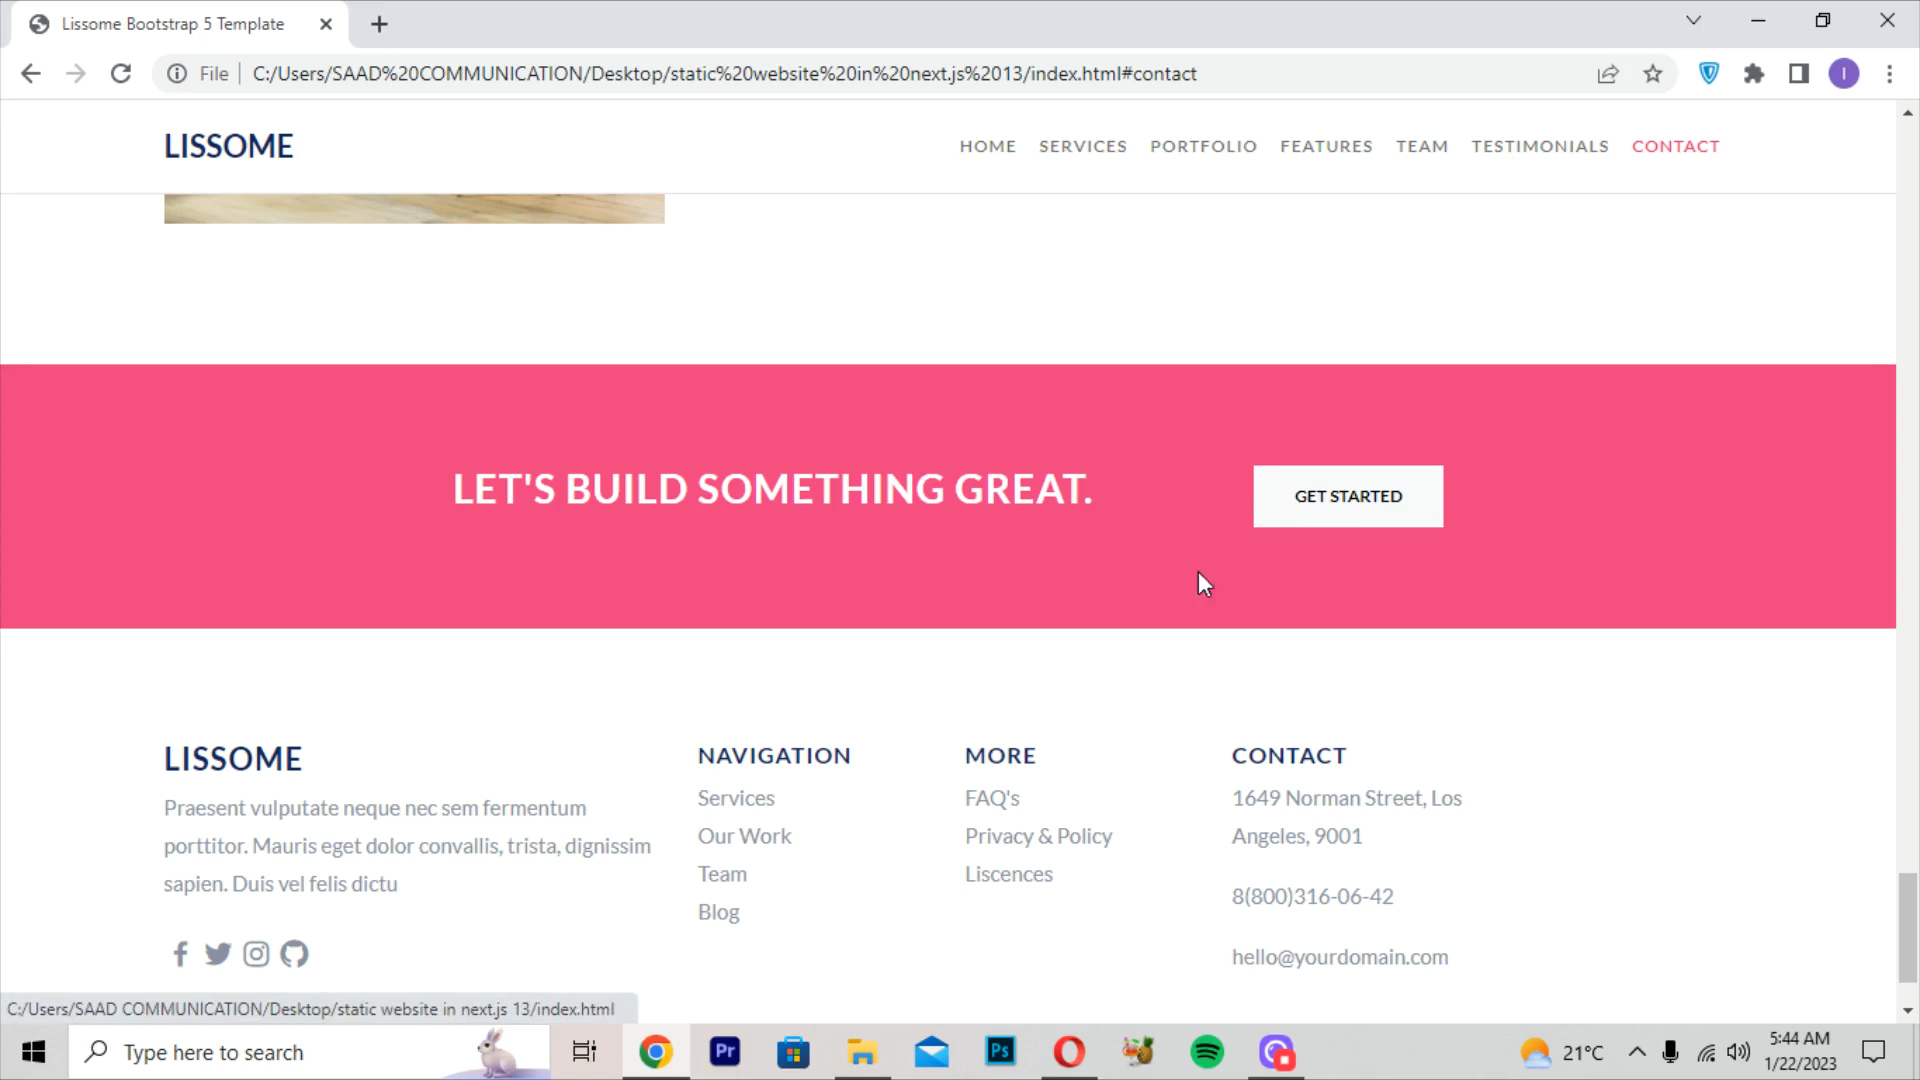 Lissome Bootstrap 5 Template
File
C:/Users/SAAD%20COMMUNICATION/Desktop/static%20website%20in%20next.js%2013/index.html#contact
I
LISSOME
HOME SERVICES PORTFOLIO FEATURES TEAM TESTIMONIALS CONTACT
LET'S BUILD SOMETHING GREAT.
GET STARTED
LISSOME
Praesent vulputate neque nec sem fermentum
porttitor. Mauris eget dolor convallis, trista, dignissim
sapien. Duis vel felis dictu
NAVIGATION
Services
Our Work
Team
Blog
MORE
FAQ's
Privacy & Policy
Liscences
CONTACT
1649 Norman Street, Los
Angeles, 9001
8(800)316-06-42
hello@yourdomain.com
C:/Users/SAAD COMMUNICATION/Desktop/static website in next.js 13/index.html
Type here to search
Pr
Ps
21°C
5:44 AM
1/22/2023